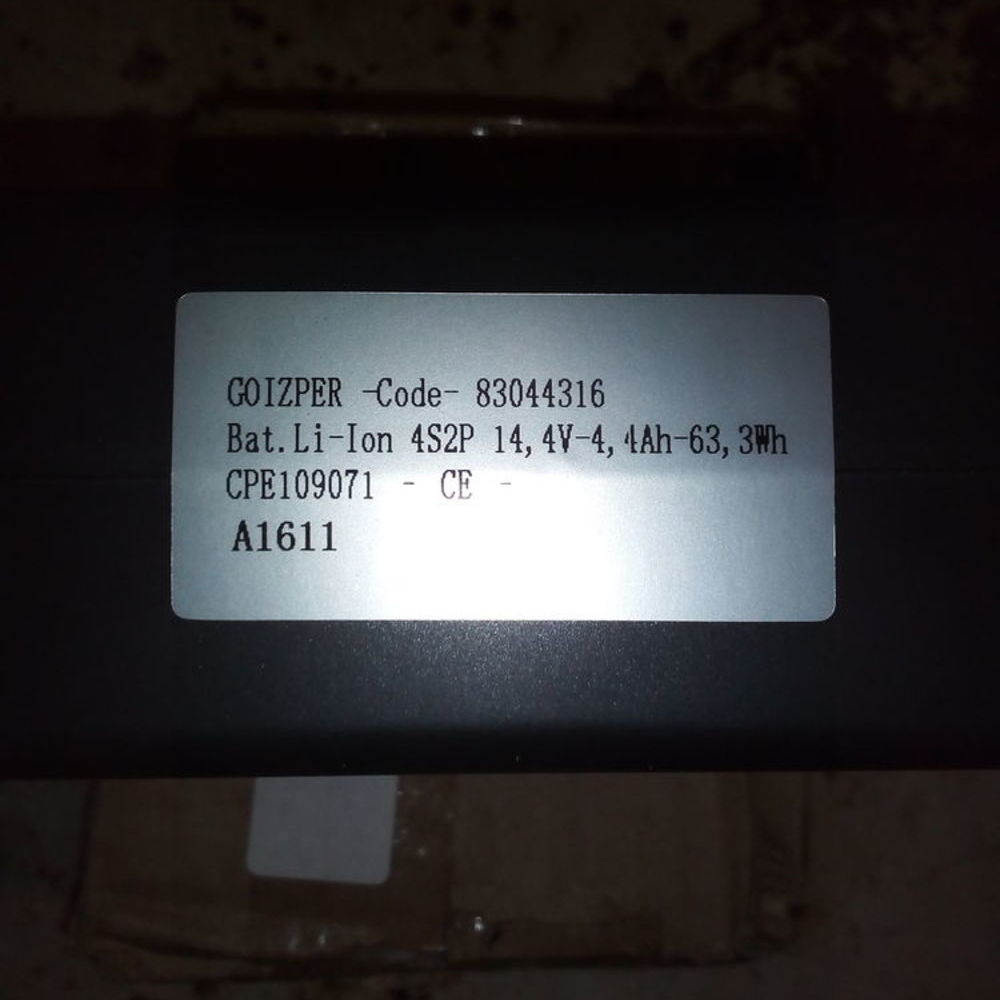 GOIZPER -Code- 83044316
Bat.Li-Ion 4S2P 14,4V-4,4Ah-63,3Wh
CPE109071 - CE -
A1611